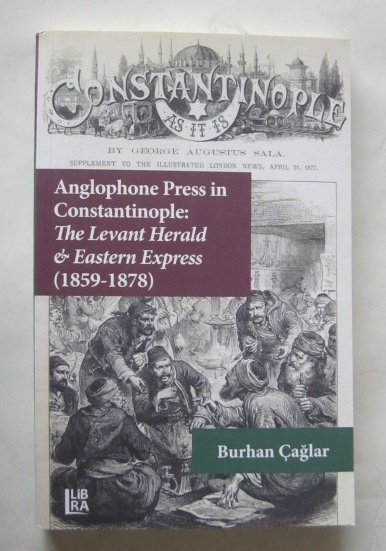 CONSTANTINOPLE
AS IT IS
BY GEORGE AUGUSTUS SALA.
SUPPLEMENT TO THE ILLUSTRATED LONDON NEWS, APRIL 21, 1877.
Anglophone Press in
Constantinople:
The Levant Herald
& Eastern Express
(1859-1878)
Burhan Çağlar
LiB
RA